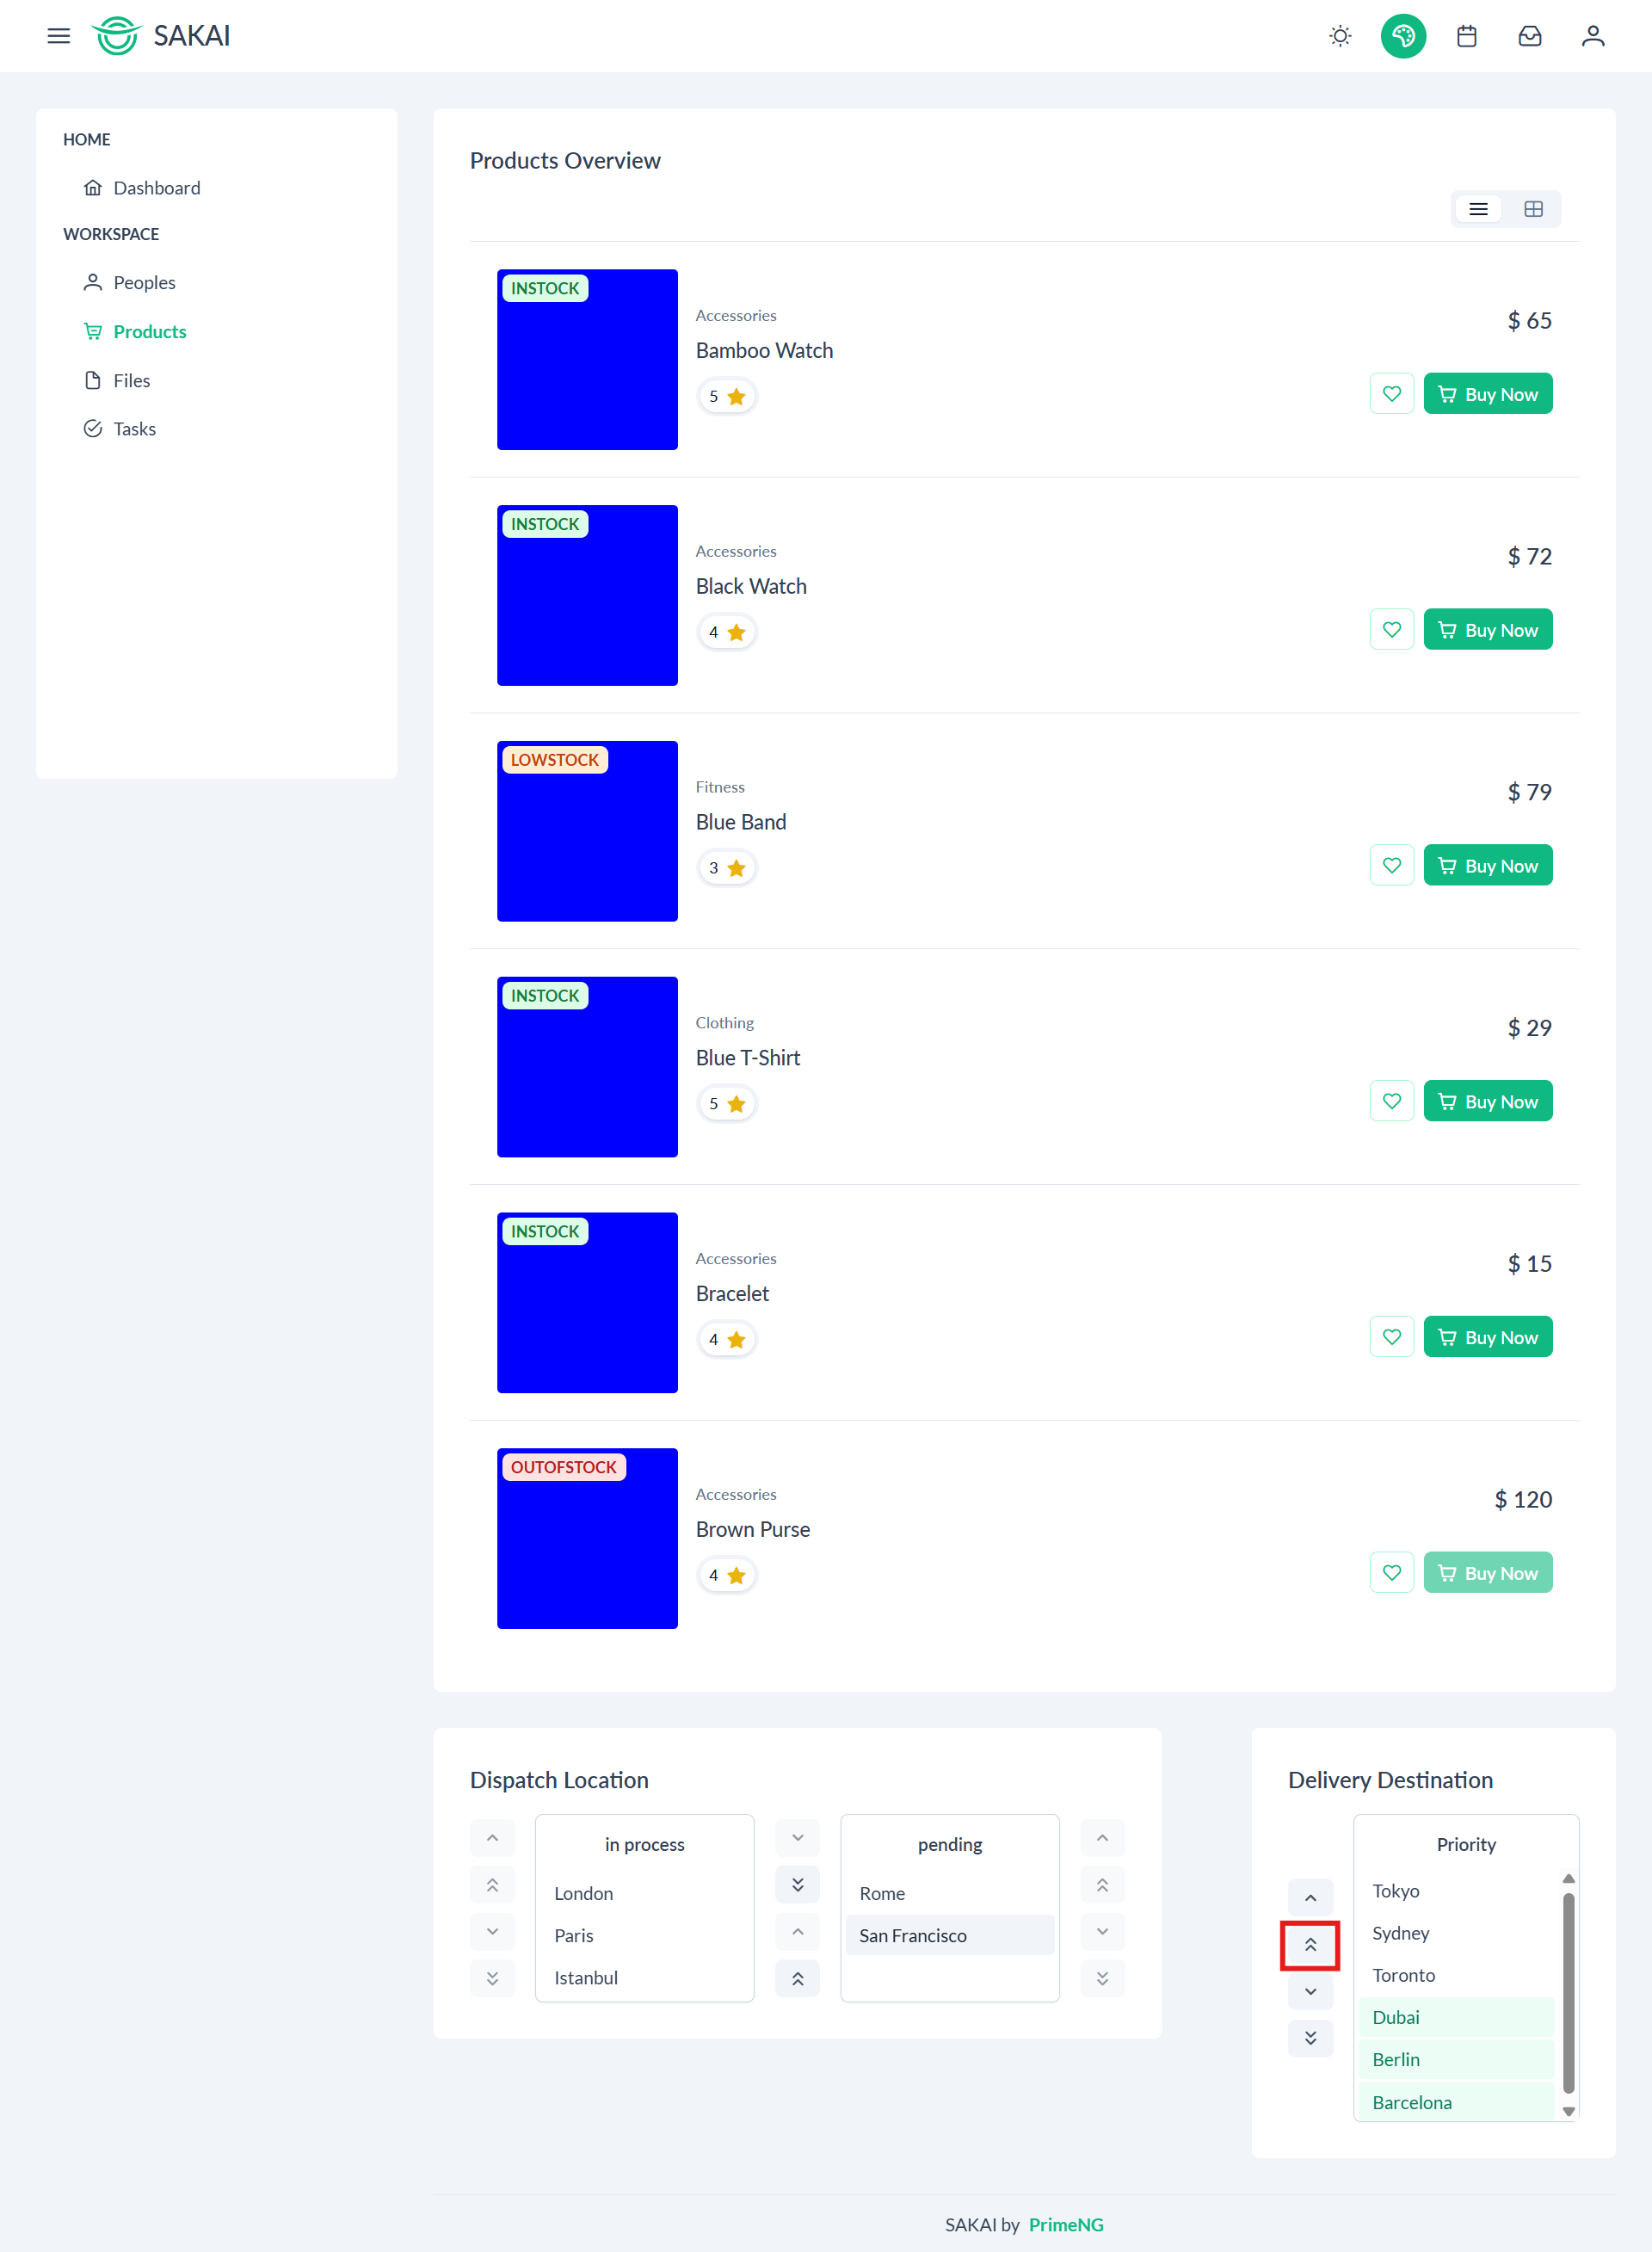 SAKAI
HOME
Dashboard
WORKSPACE
Peoples
Products
Files
Tasks
Products Overview
INSTOCK
Accessories
Bamboo Watch
5
$ 65
Buy Now
INSTOCK
Accessories
Black Watch
4
$ 72
Buy Now
LOWSTOCK
Fitness
Blue Band
3
$ 79
Buy Now
INSTOCK
Clothing
Blue T-Shirt
5
$ 29
Buy Now
INSTOCK
Accessories
Bracelet
4
$ 15
Buy Now
OUTOFSTOCK
Accessories
Brown Purse
4
$ 120
Buy Now
Dispatch Location
in process
London
Paris
Istanbul
pending
Rome
San Francisco
Delivery Destination
Priority
Tokyo
Sydney
Toronto
Dubai
Berlin
Barcelona
SAKAI by PrimeNG